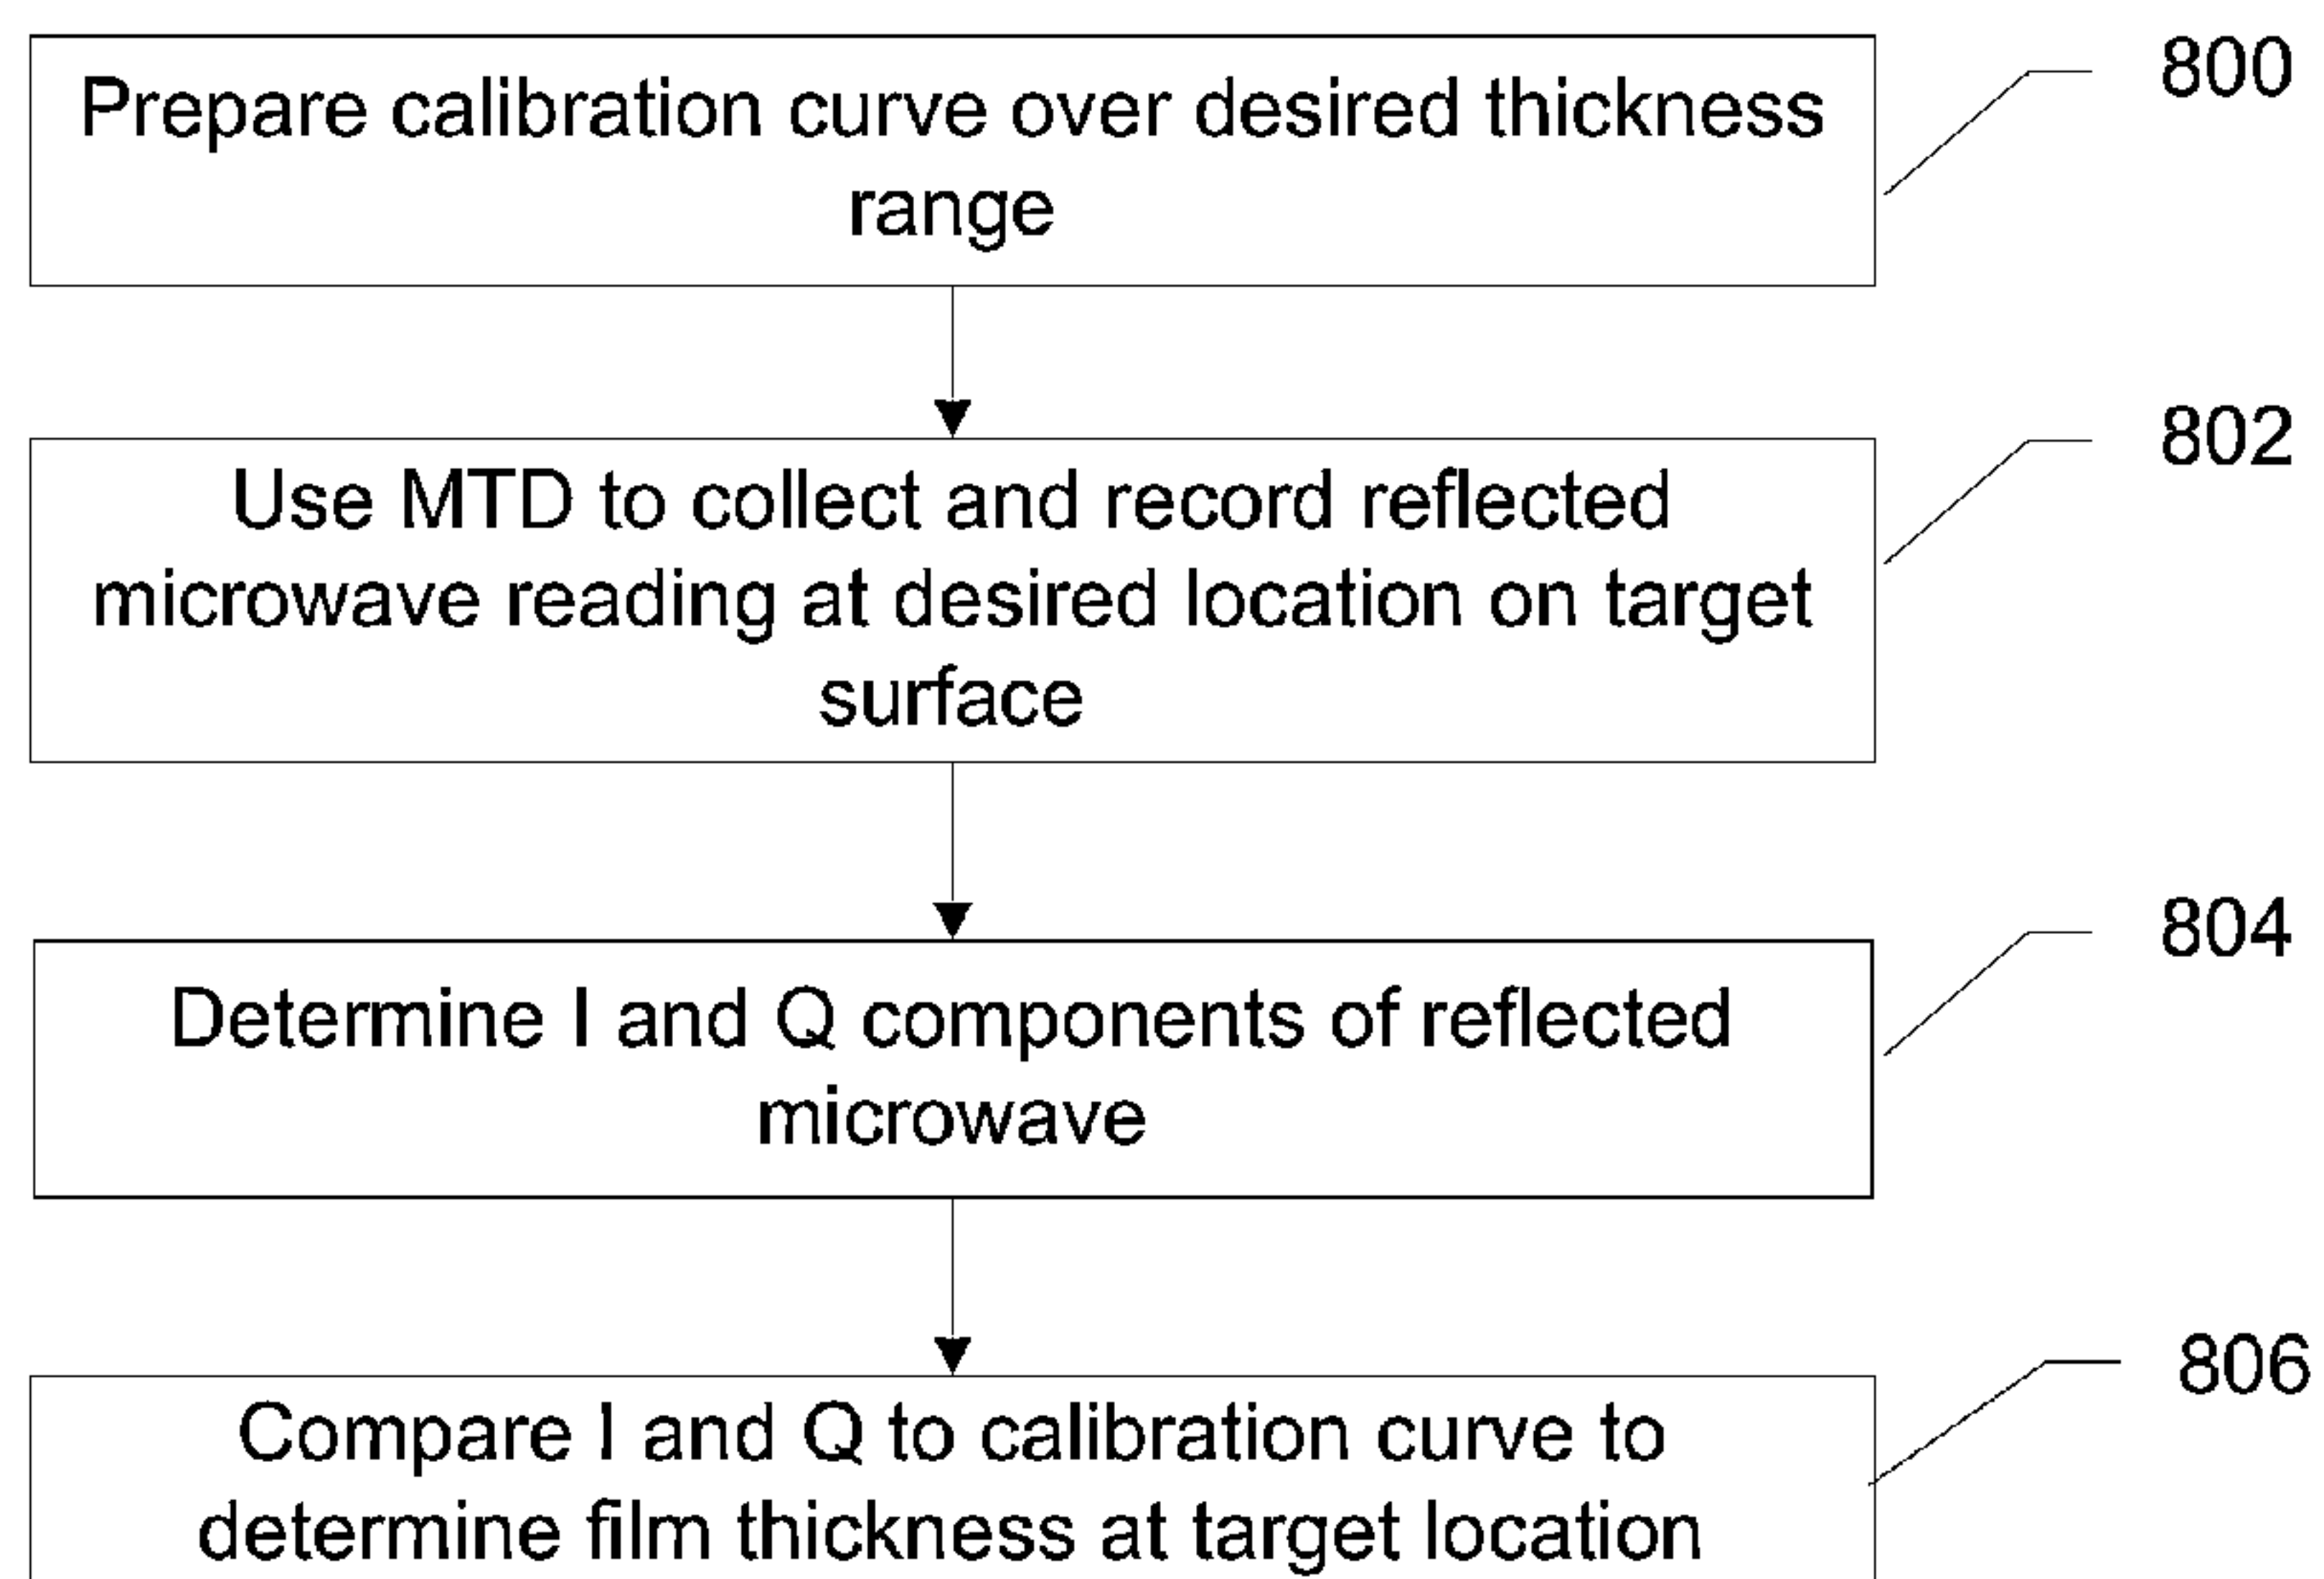 Prepare calibration curve over desired thickness
range
800
Use MTD to collect and record reflected
microwave reading at desired location on target
surface
802
Determine I and Q components of reflected
microwave
804
Compare I and Q to calibration curve to
determine film thickness at target location
806